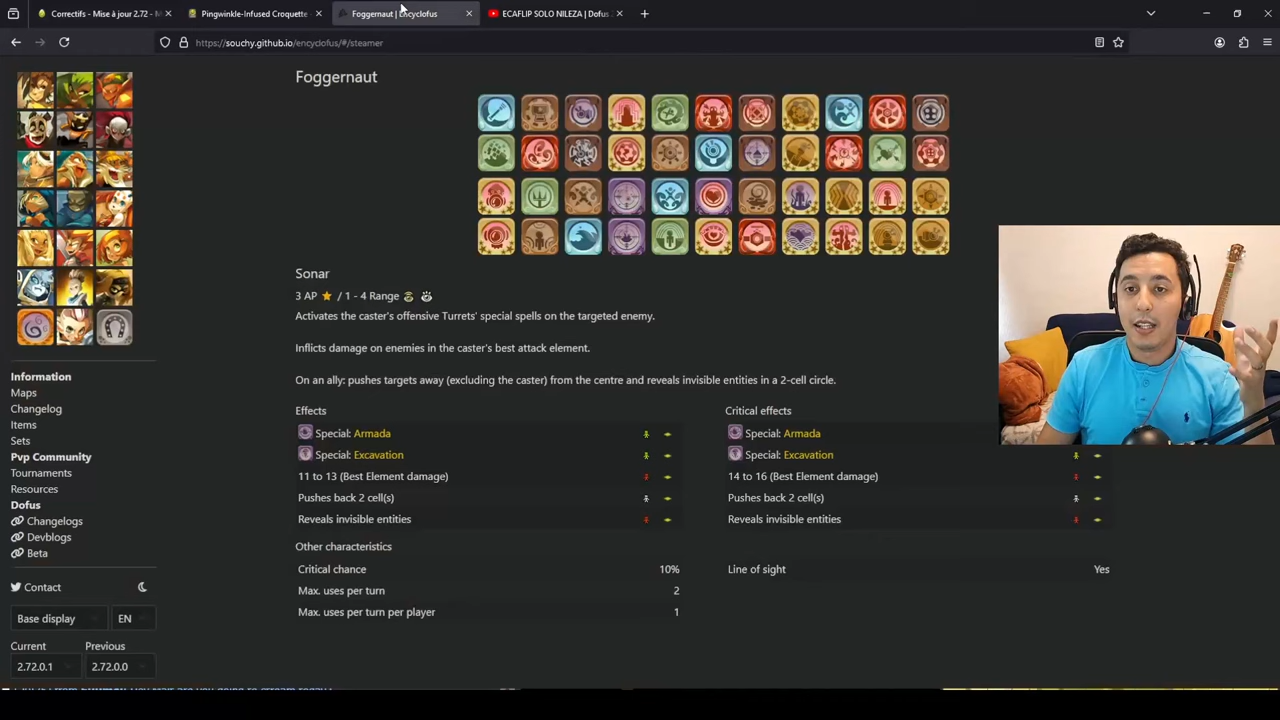 Correctifs - Mise à jour 2.72 - M
Pingwinkle-Infused Croquette
Foggernaut | Encyclofus
ECAFLIP SOLO NILEZA | Dofus
https://souchy.github.io/encyclofus/#/steamer
Foggernaut
Sonar
3 AP / 1 - 4 Range
Activates the caster's offensive Turrets' special spells on the targeted enemy.
Inflicts damage on enemies in the caster's best attack element.
On an ally: pushes targets away (excluding the caster) from the centre and reveals invisible entities in a 2-cell circle.
Effects
Special: Armada
Special: Excavation
11 to 13 (Best Element damage)
Pushes back 2 cell(s)
Reveals invisible entities
Critical effects
Special: Armada
Special: Excavation
14 to 16 (Best Element damage)
Pushes back 2 cell(s)
Reveals invisible entities
Other characteristics
Critical chance 10%
Line of sight Yes
Max. uses per turn 2
Max. uses per turn per player 1
Information
Maps
Changelog
Items
Sets
Pvp Community
Tournaments
Resources
Dofus
Changelogs
Devblogs
Beta
Contact
Base display EN
Current Previous
2.72.0.1 2.72.0.0